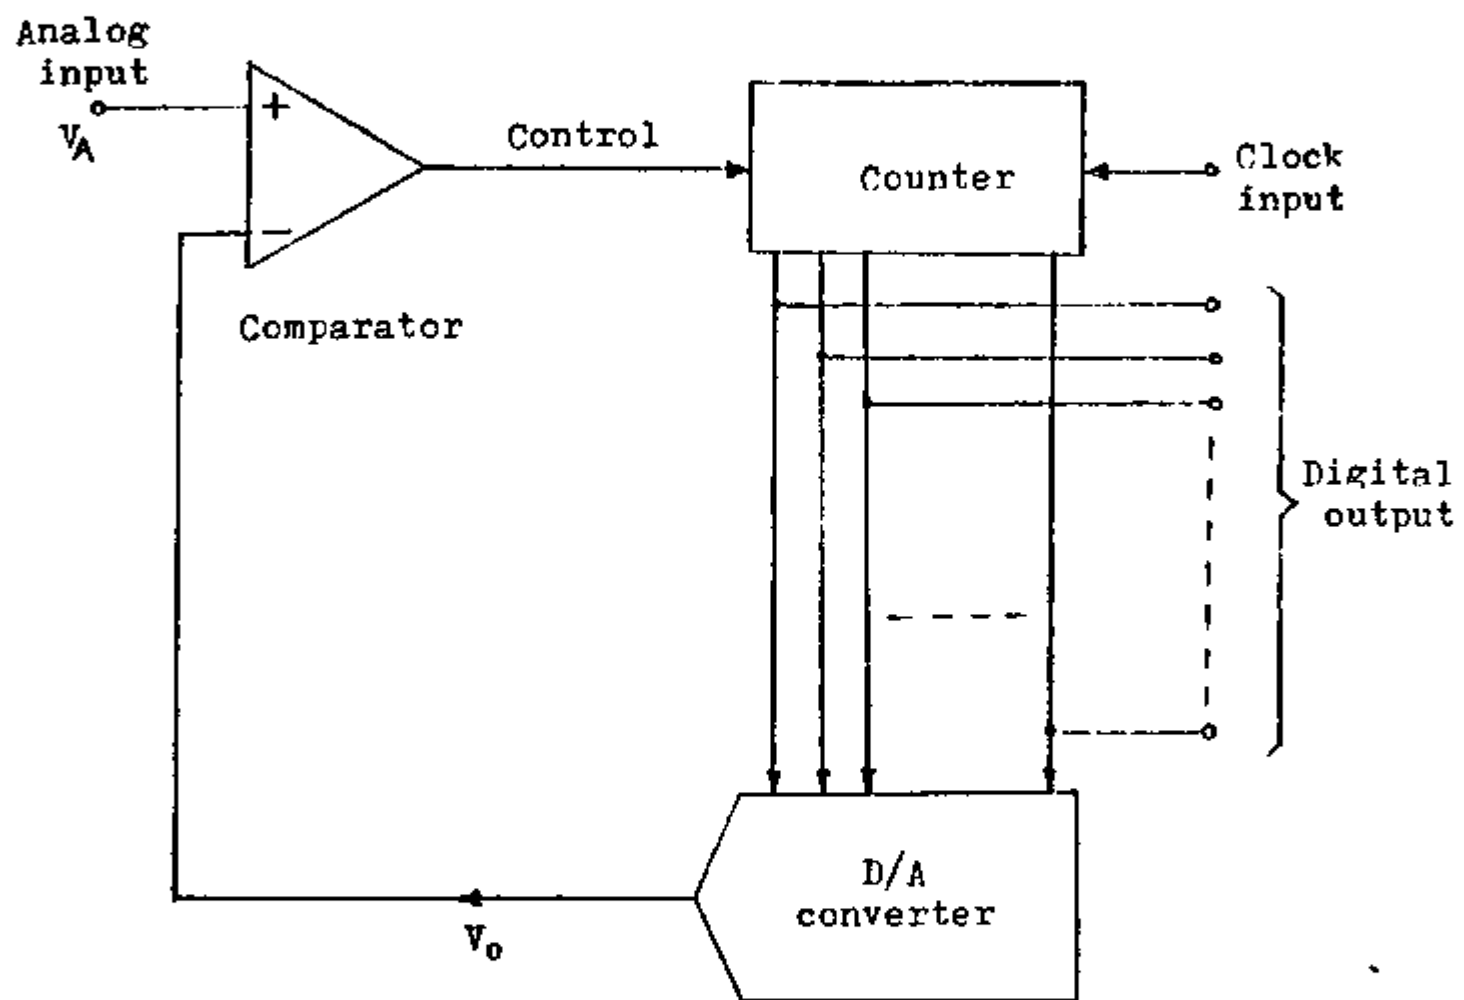 Analog
input
V_A
+
Control
Counter
Clock
input
−
Comparator
Digital
output
D/A
converter
V_o